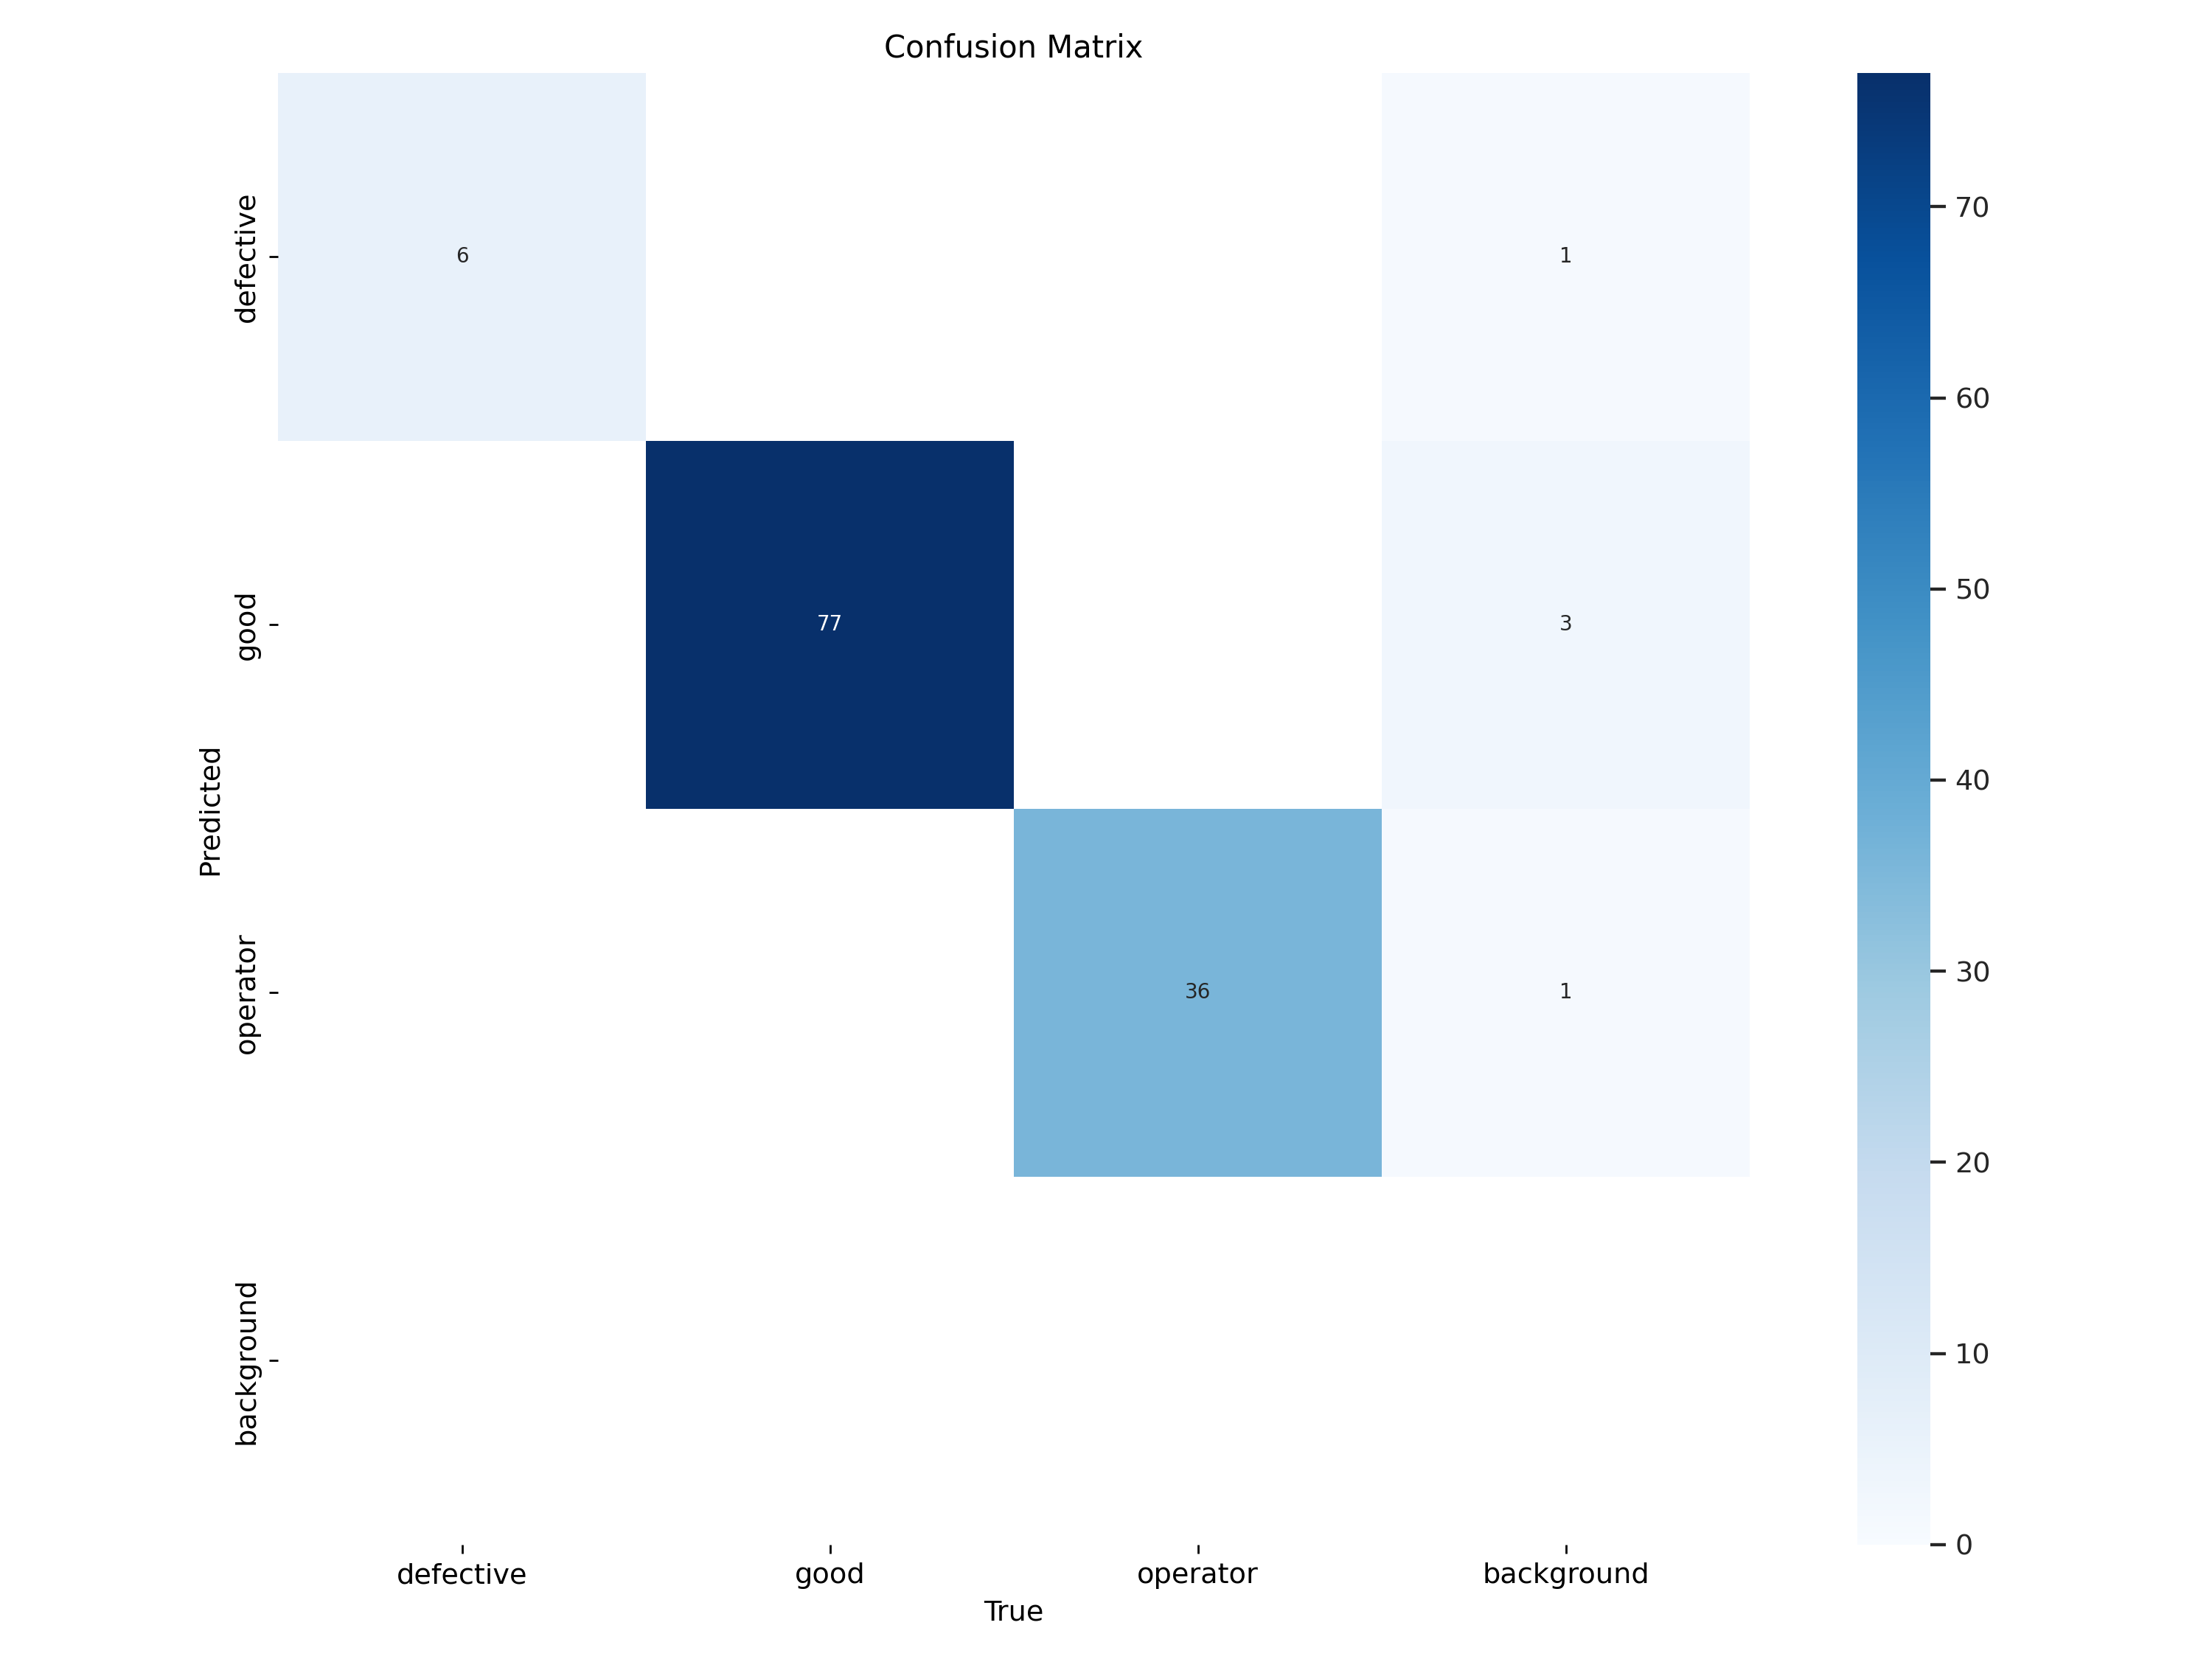 Confusion Matrix
defective
6
1
good
77
3
operator
36
1
background
Predicted
defective
good
operator
background
True
70
60
50
40
30
20
10
0